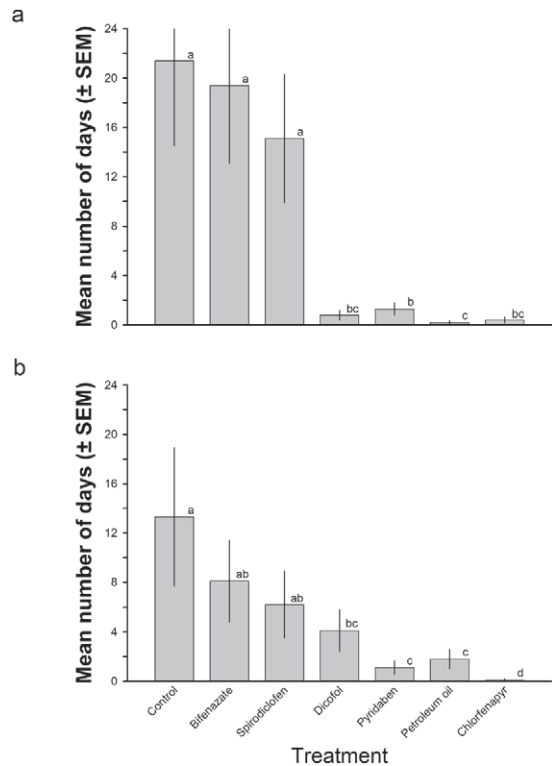 a
Mean number of days (± SEM)
24
20
16
12
8
4
0
a
a
a
bc
b
c
bc
b
Mean number of days (± SEM)
24
20
16
12
8
4
0
a
ab
ab
bc
c
c
d
Control
Bifenazate
Spirodiclofen
Dicofol
Pyridaben
Petroleum oil
Chlorfenapyr
Treatment